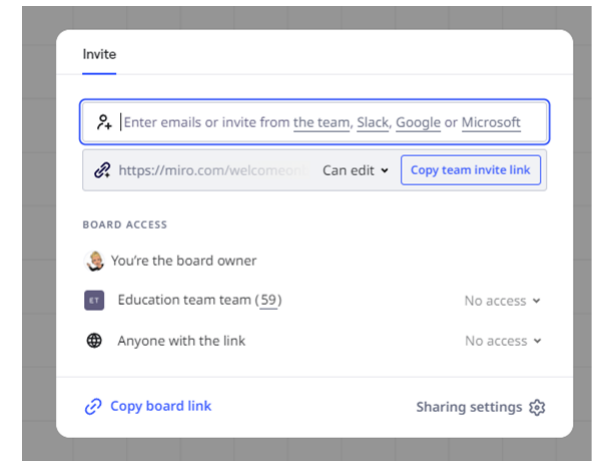 Invite
Enter emails or invite from the team, Slack, Google or Microsoft
https://miro.com/welcomeon Can edit Copy team invite link
BOARD ACCESS
You're the board owner
ET Education team team (59) No access
Anyone with the link No access
Copy board link Sharing settings